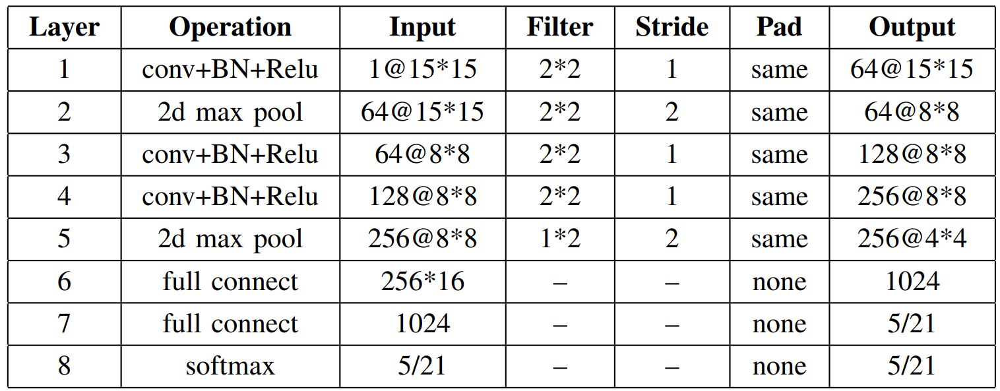 Layer Operation Input Filter Stride Pad Output
1 conv+BN+Relu 1@15*15 2*2 1 same 64@15*15
2 2d max pool 64@15*15 2*2 2 same 64@8*8
3 conv+BN+Relu 64@8*8 2*2 1 same 128@8*8
4 conv+BN+Relu 128@8*8 2*2 1 same 256@8*8
5 2d max pool 256@8*8 1*2 2 same 256@4*4
6 full connect 256*16 – – none 1024
7 full connect 1024 – – none 5/21
8 softmax 5/21 – – none 5/21